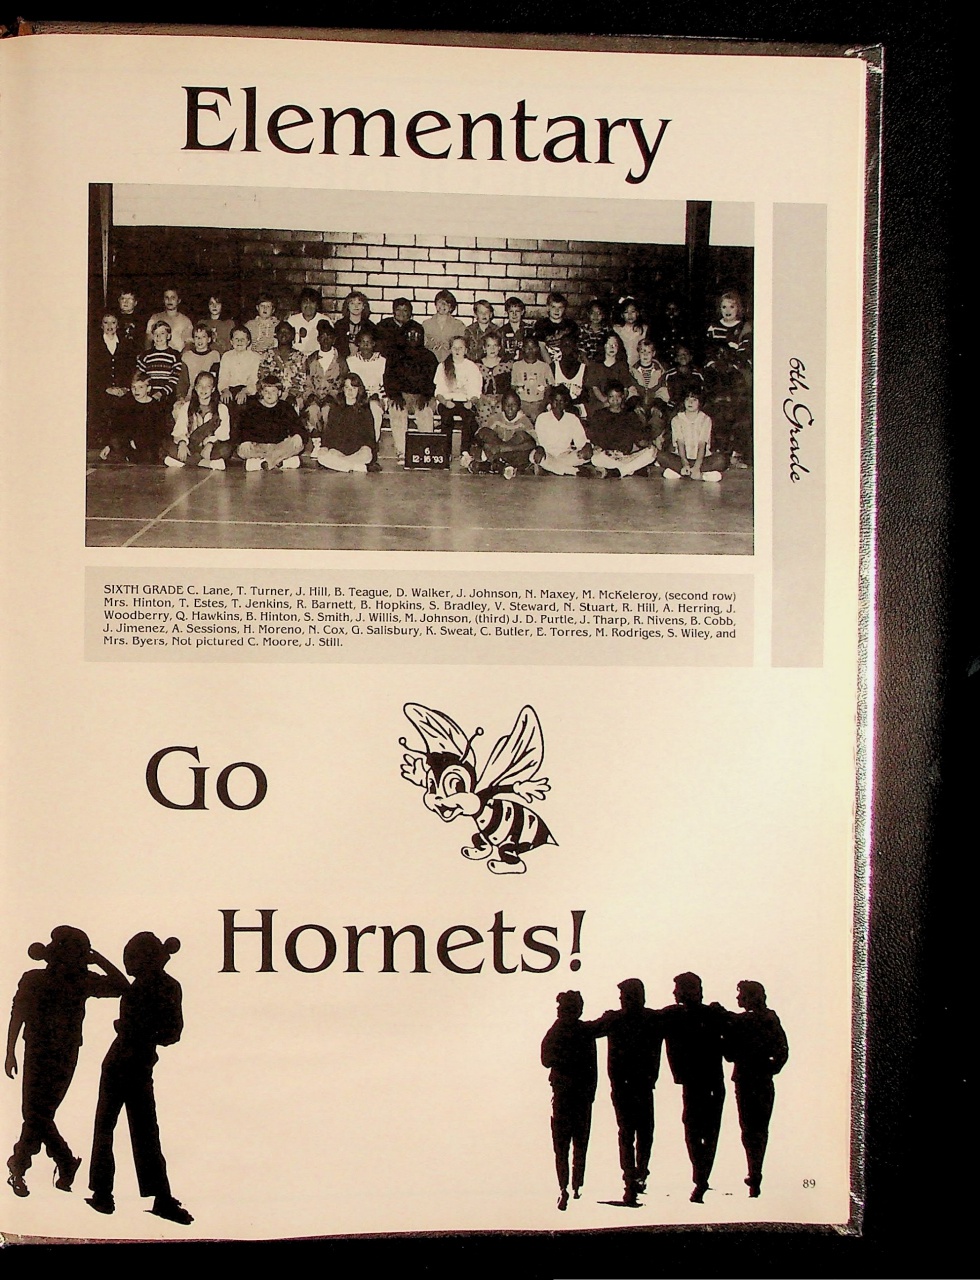 Elementary
6
12-16 '93
6th Grade
SIXTH GRADE C. Lane, T. Turner, J. Hill, B. Teague, D. Walker, J. Johnson, N. Maxey, M. McKeleroy, (second row)
Mrs. Hinton, T. Estes, T. Jenkins, R. Barnett, B. Hopkins, S. Bradley, V. Steward, N. Stuart, R. Hill, A. Herring, J.
Woodberry, Q. Hawkins, B. Hinton, S. Smith, J. Willis, M. Johnson, (third) J. D. Purtle, J. Tharp, R. Nivens, B. Cobb,
J. Jimenez, A. Sessions, H. Moreno, N. Cox, G. Salisbury, K. Sweat, C. Butler, E. Torres, M. Rodriges, S. Wiley, and
Mrs. Byers, Not pictured C. Moore, J. Still.
Go
Hornets!
89